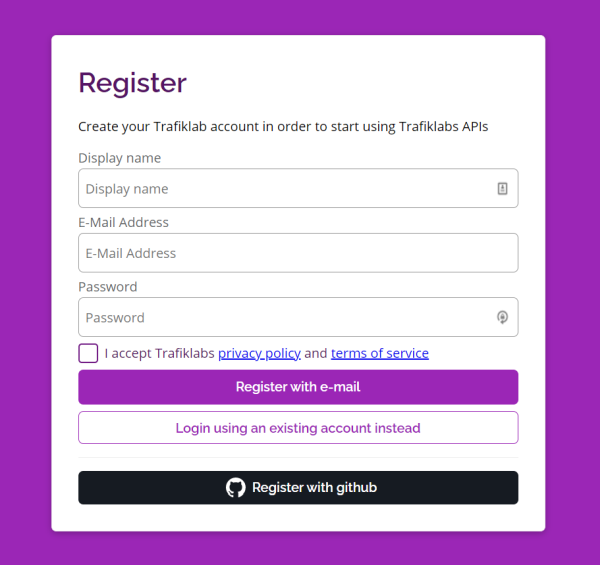 Register
Create your Trafiklab account in order to start using Trafiklabs APIs
Display name
Display name
E-Mail Address
E-Mail Address
Password
Password
I accept Trafiklabs privacy policy and terms of service
Register with e-mail
Login using an existing account instead
Register with github